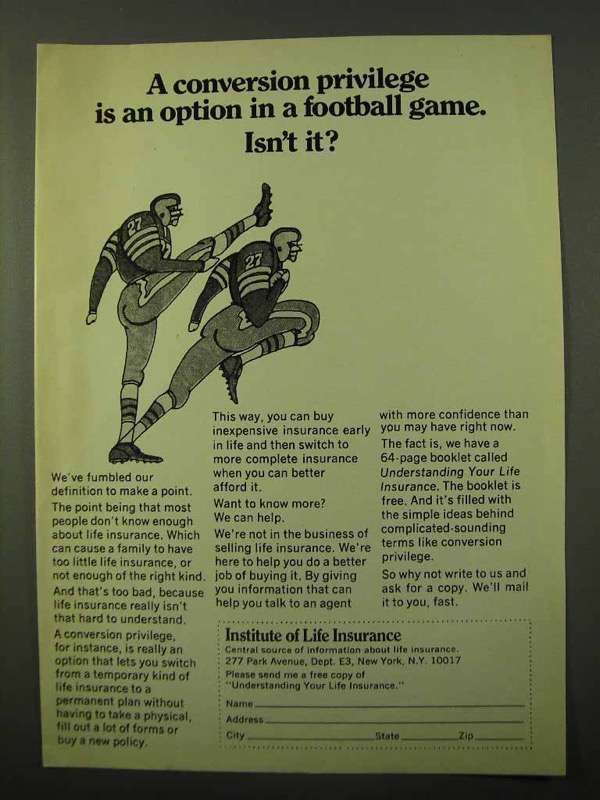 A conversion privilege
is an option in a football game.
Isn't it?
27
27
We've fumbled our
definition to make a point.
The point being that most
people don't know enough
about life insurance. Which
can cause a family to have
too little life insurance, or
not enough of the right kind.
And that's too bad, because
life insurance really isn't
that hard to understand.
A conversion privilege,
for instance, is really an
option that lets you switch
from a temporary kind of
life insurance to a
permanent plan without
having to take a physical,
fill out a lot of forms or
buy a new policy.
This way, you can buy
inexpensive insurance early
in life and then switch to
more complete insurance
when you can better
afford it.
Want to know more?
We can help.
We're not in the business of
selling life insurance. We're
here to help you do a better
job of buying it. By giving
you information that can
help you talk to an agent
with more confidence than
you may have right now.
The fact is, we have a
64-page booklet called
Understanding Your Life
Insurance. The booklet is
free. And it's filled with
the simple ideas behind
complicated-sounding
terms like conversion
privilege.
So why not write to us and
ask for a copy. We'll mail
it to you, fast.
Institute of Life Insurance
Central source of information about life insurance.
277 Park Avenue, Dept. E3, New York, N.Y. 10017
Please send me a free copy of
"Understanding Your Life Insurance."
Name
Address
City State Zip